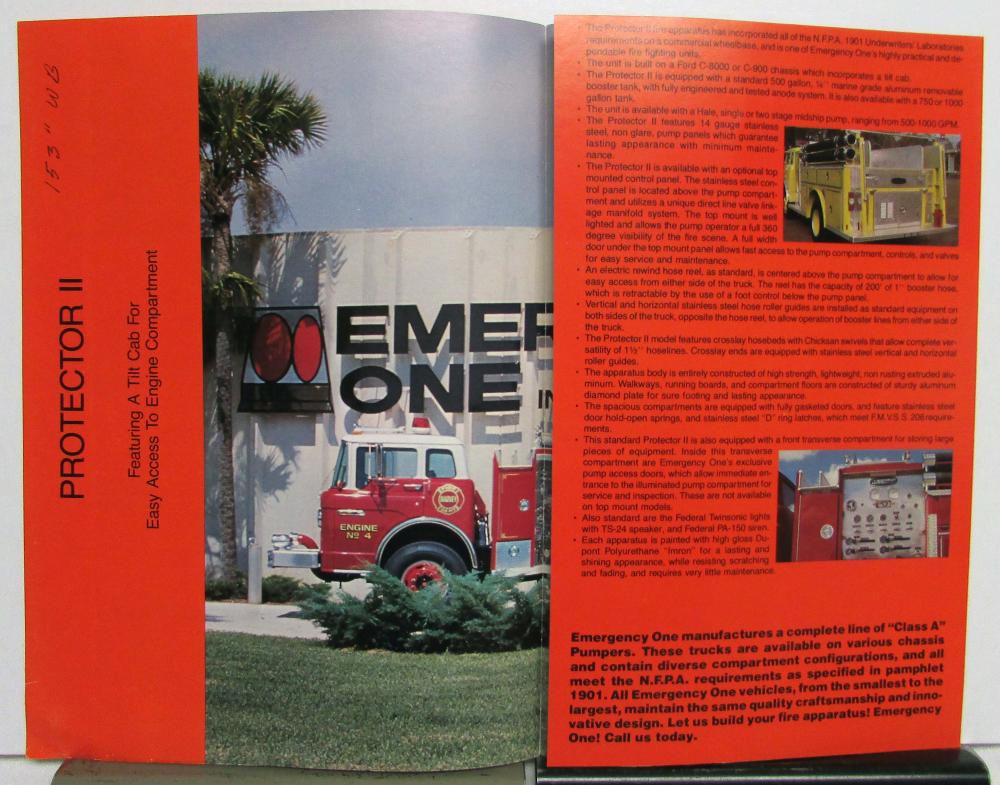 153" WB
PROTECTOR II
Featuring A Tilt Cab For
Easy Access To Engine Compartment
EMER
ONE IN
ENGINE
Nº 4
• The Protector II fire apparatus has incorporated all of the N.F.P.A. 1901 Underwriters' Laboratories
requirements on a commercial wheelbase, and is one of Emergency One's highly practical and de-
pendable fire fighting units.
• The unit is built on a Ford C-8000 or C-900 chassis which incorporates a tilt cab.
• The Protector II is equipped with a standard 500 gallon, ¼'' marine grade aluminum removable
booster tank, with fully engineered and tested anode system. It is also available with a 750 or 1000
gallon tank.
• The unit is available with a Hale, single or two stage midship pump, ranging from 500-1000 GPM.
• The Protector II features 14 gauge stainless
steel, non glare, pump panels which guarantee
lasting appearance with minimum mainte-
nance.
• The Protector II is available with an optional top
mounted control panel. The stainless steel con-
trol panel is located above the pump compart-
ment and utilizes a unique direct line valve link-
age manifold system. The top mount is well
lighted and allows the pump operator a full 360
degree visibility of the fire scene. A full width
door under the top mount panel allows fast access to the pump compartment, controls, and valves
for easy service and maintenance.
• An electric rewind hose reel, as standard, is centered above the pump compartment to allow for
easy access from either side of the truck. The reel has the capacity of 200' of 1'' booster hose,
which is retractable by the use of a foot control below the pump panel.
• Vertical and horizontal stainless steel hose roller guides are installed as standard equipment on
both sides of the truck, opposite the hose reel, to allow operation of booster lines from either side of
the truck.
• The Protector II model features crosslay hosebeds with Chicksan swivels that allow complete ver-
satility of 1½'' hoselines. Crosslay ends are equipped with stainless steel vertical and horizontal
roller guides.
• The apparatus body is entirely constructed of high strength, lightweight, non rusting extruded alu-
minum. Walkways, running boards, and compartment floors are constructed of sturdy aluminum
diamond plate for sure footing and lasting appearance.
• The spacious compartments are equipped with fully gasketed doors, and feature stainless steel
door hold-open springs, and stainless steel "D" ring latches, which meet F.M.V.S.S. 206 require-
ments.
• This standard Protector II is also equipped with a front transverse compartment for storing large
pieces of equipment. Inside this transverse
compartment are Emergency One's exclusive
pump access doors, which allow immediate en-
trance to the illuminated pump compartment for
service and inspection. These are not available
on top mount models.
• Also standard are the Federal Twinsonic lights
with TS-24 speaker, and Federal PA-150 siren.
• Each apparatus is painted with high gloss Du-
pont Polyurethane "Imron" for a lasting and
shining appearance, while resisting scratching
and fading, and requires very little maintenance.
Emergency One manufactures a complete line of "Class A"
Pumpers. These trucks are available on various chassis
and contain diverse compartment configurations, and all
meet the N.F.P.A. requirements as specified in pamphlet
1901. All Emergency One vehicles, from the smallest to the
largest, maintain the same quality craftsmanship and inno-
vative design. Let us build your fire apparatus! Emergency
One! Call us today.